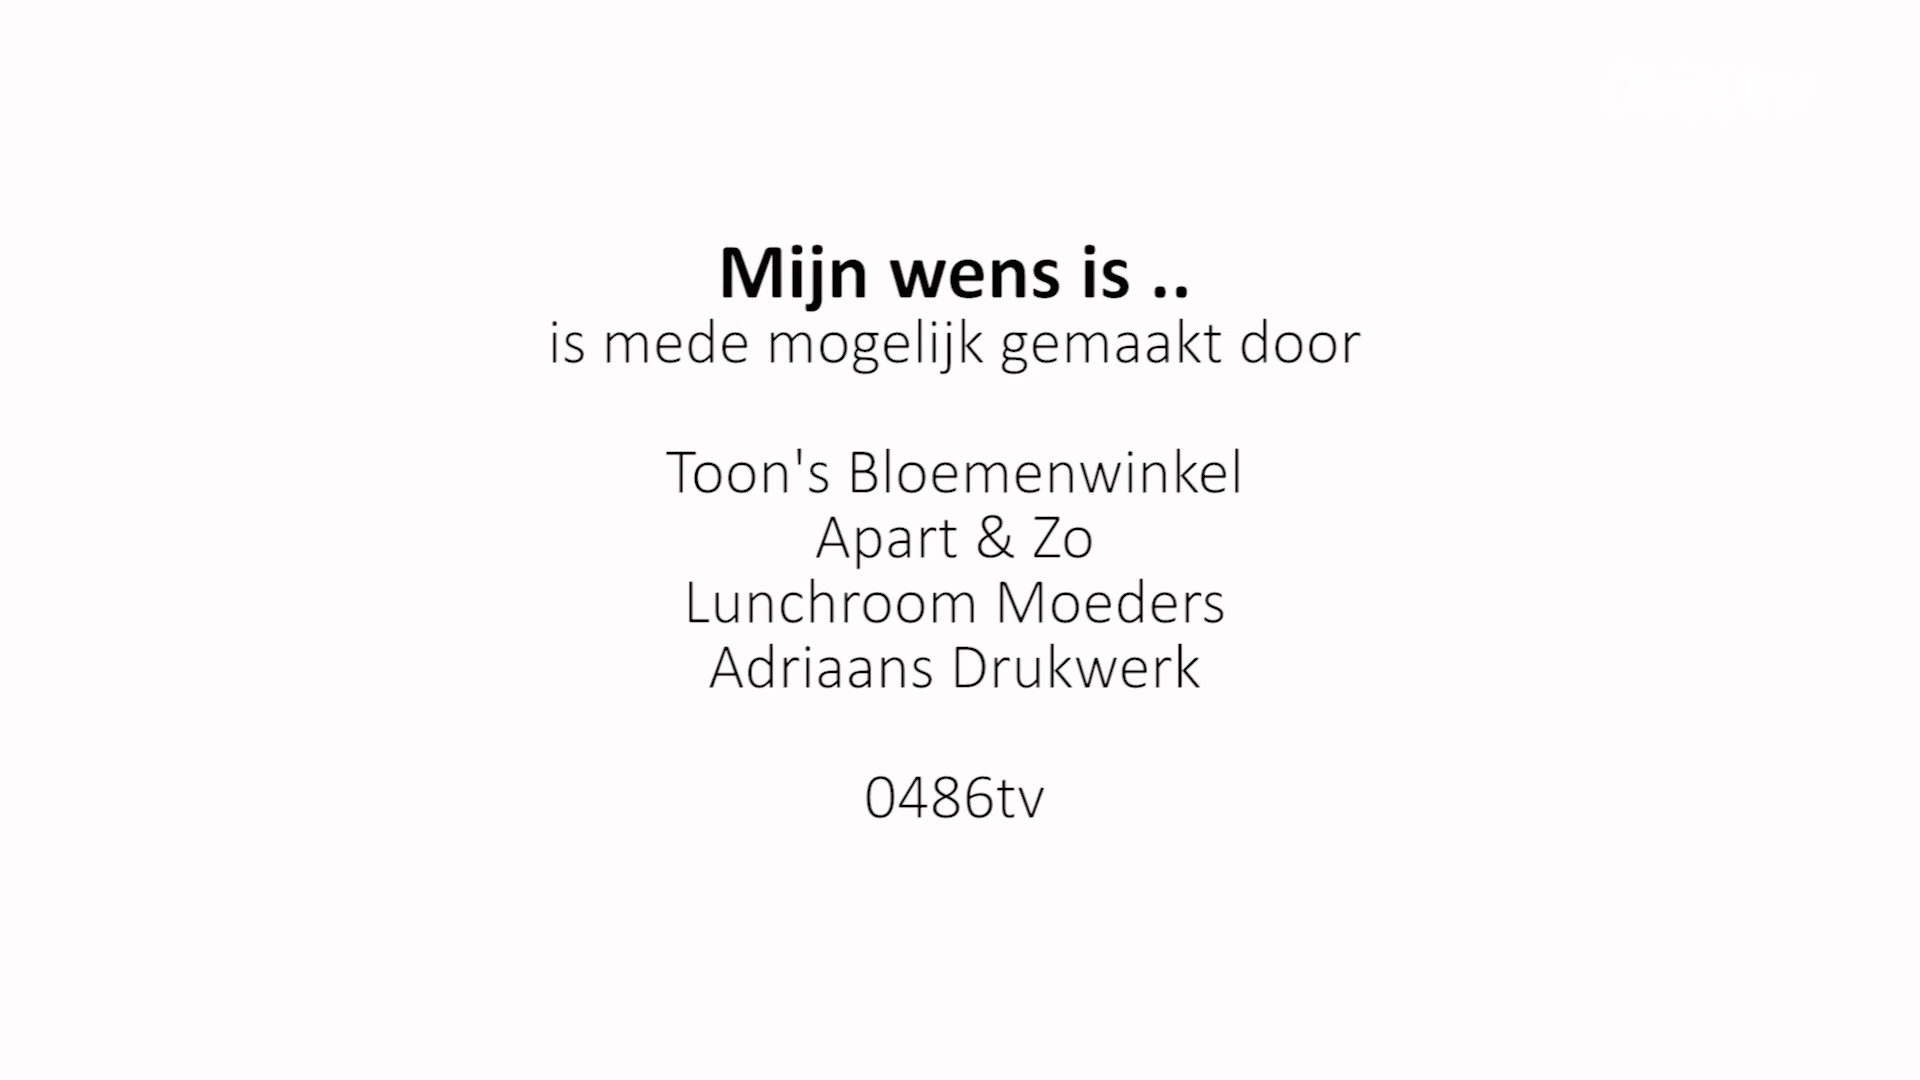 Mijn wens is ..
is mede mogelijk gemaakt door
Toon's Bloemenwinkel
Apart & Zo
Lunchroom Moeders
Adriaans Drukwerk
0486tv